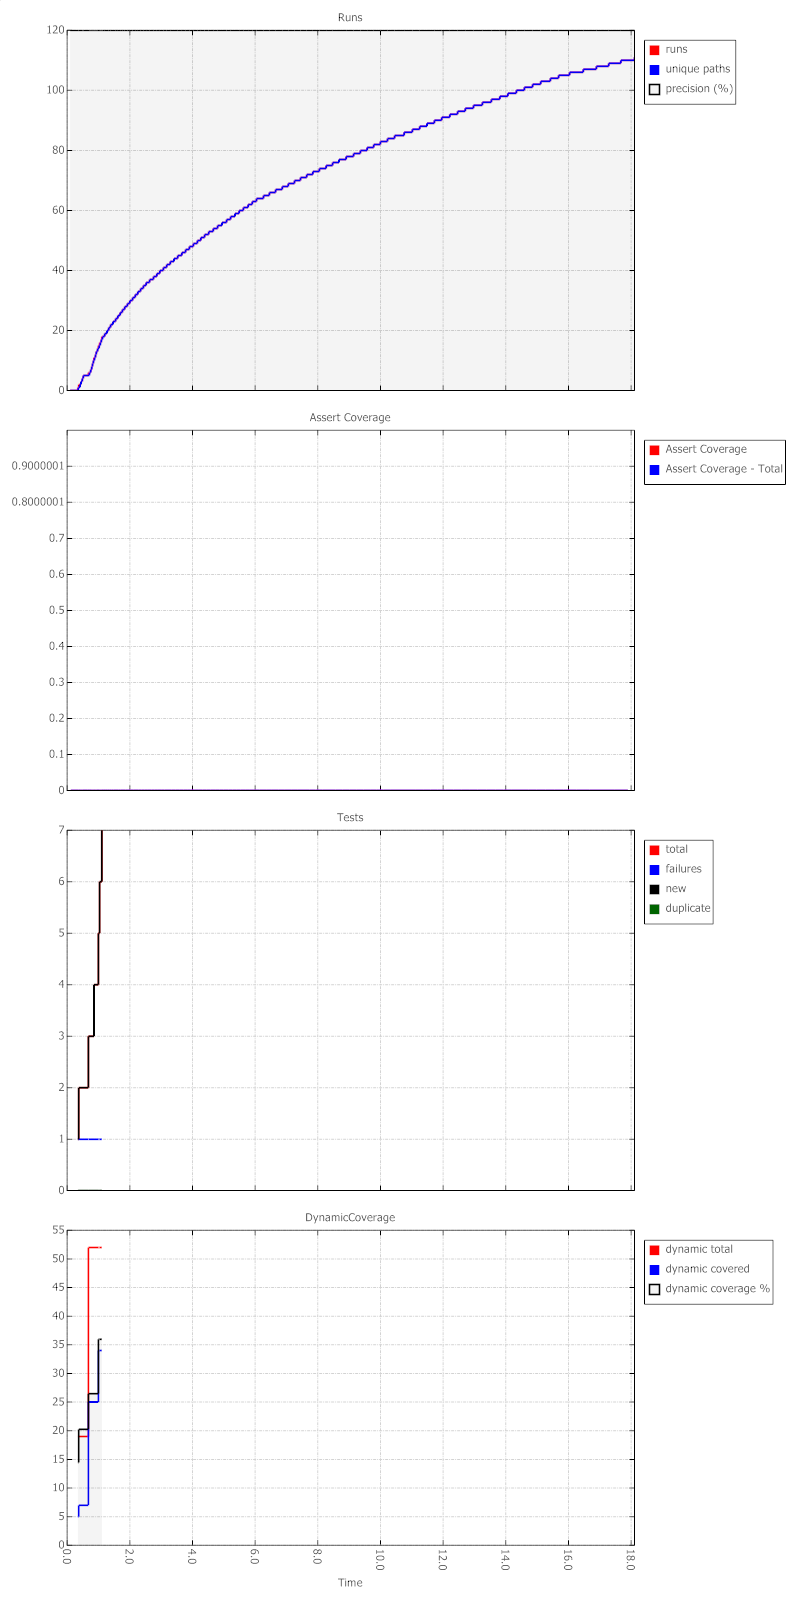 Runs
120
100
80
60
40
20
0
runs
unique paths
precision (%)
Assert Coverage
0.9000001
0.8000001
0.7
0.6
0.5
0.4
0.3
0.2
0.1
0
Assert Coverage
Assert Coverage - Total
Tests
7
6
5
4
3
2
1
0
total
failures
new
duplicate
DynamicCoverage
55
50
45
40
35
30
25
20
15
10
5
0
dynamic total
dynamic covered
dynamic coverage %
0.0 2.0 4.0 6.0 8.0 10.0 12.0 14.0 16.0 18.0
Time